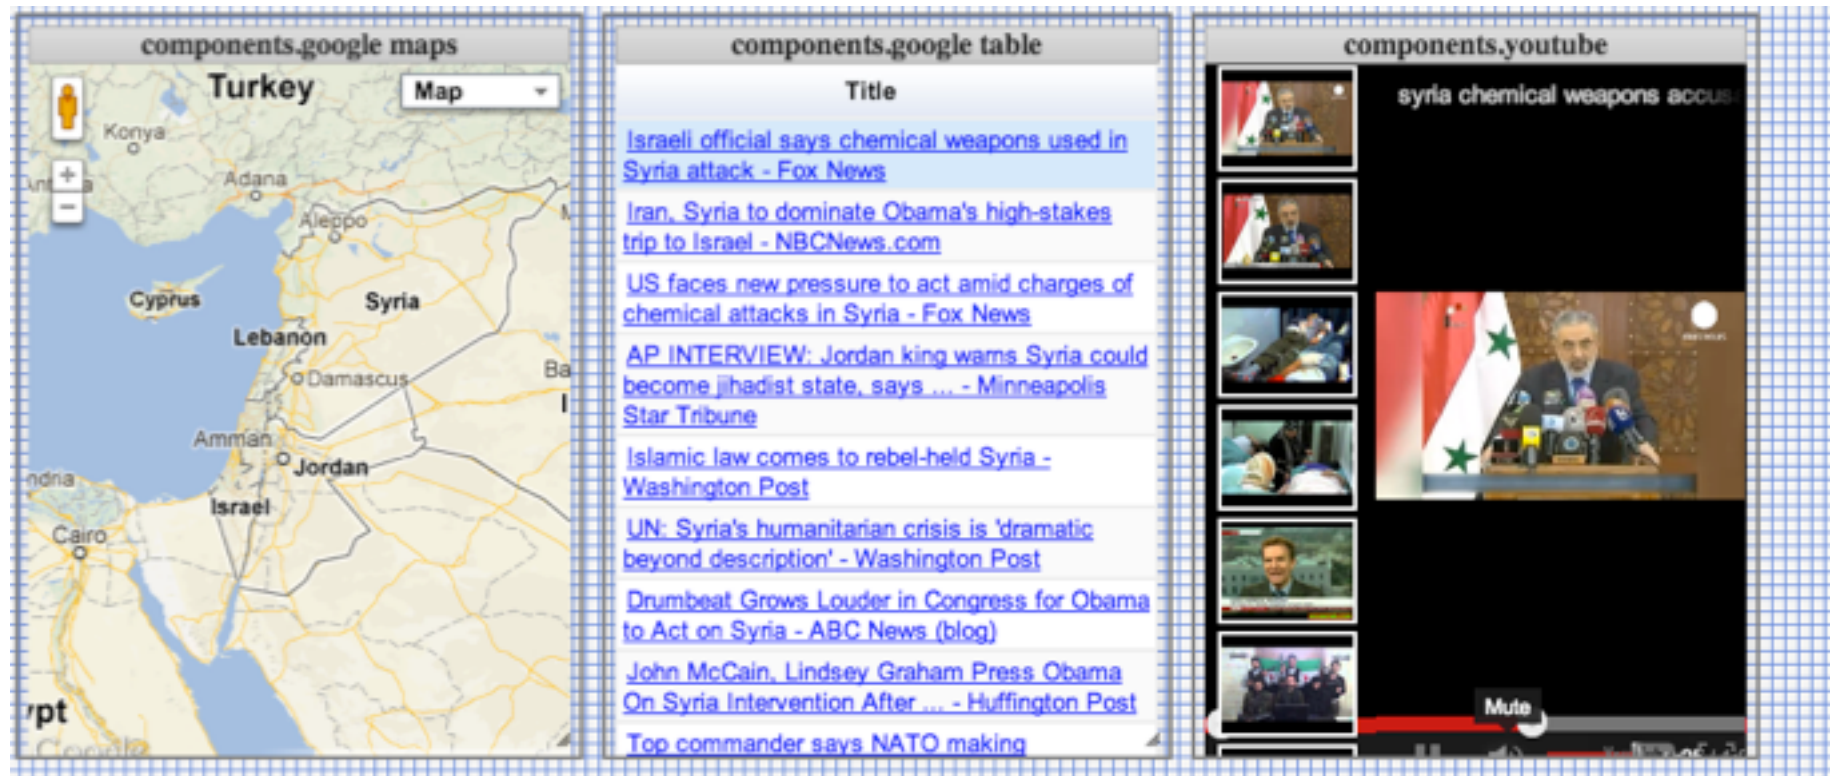 components.google maps
Turkey
Map
Konya
Adana
Aleppo
Cyprus
Syria
Lebanon
Damascus
Ba
Amman
Jordan
ndria
Israel
Cairo
ypt
Google
components.google table
Title
Israeli official says chemical weapons used in
Syria attack - Fox News
Iran, Syria to dominate Obama's high-stakes
trip to Israel - NBCNews.com
US faces new pressure to act amid charges of
chemical attacks in Syria - Fox News
AP INTERVIEW: Jordan king warns Syria could
become jihadist state, says ... - Minneapolis
Star Tribune
Islamic law comes to rebel-held Syria -
Washington Post
UN: Syria's humanitarian crisis is 'dramatic
beyond description' - Washington Post
Drumbeat Grows Louder in Congress for Obama
to Act on Syria - ABC News (blog)
John McCain, Lindsey Graham Press Obama
On Syria Intervention After ... - Huffington Post
Top commander says NATO making
components.youtube
syria chemical weapons accus
Mute